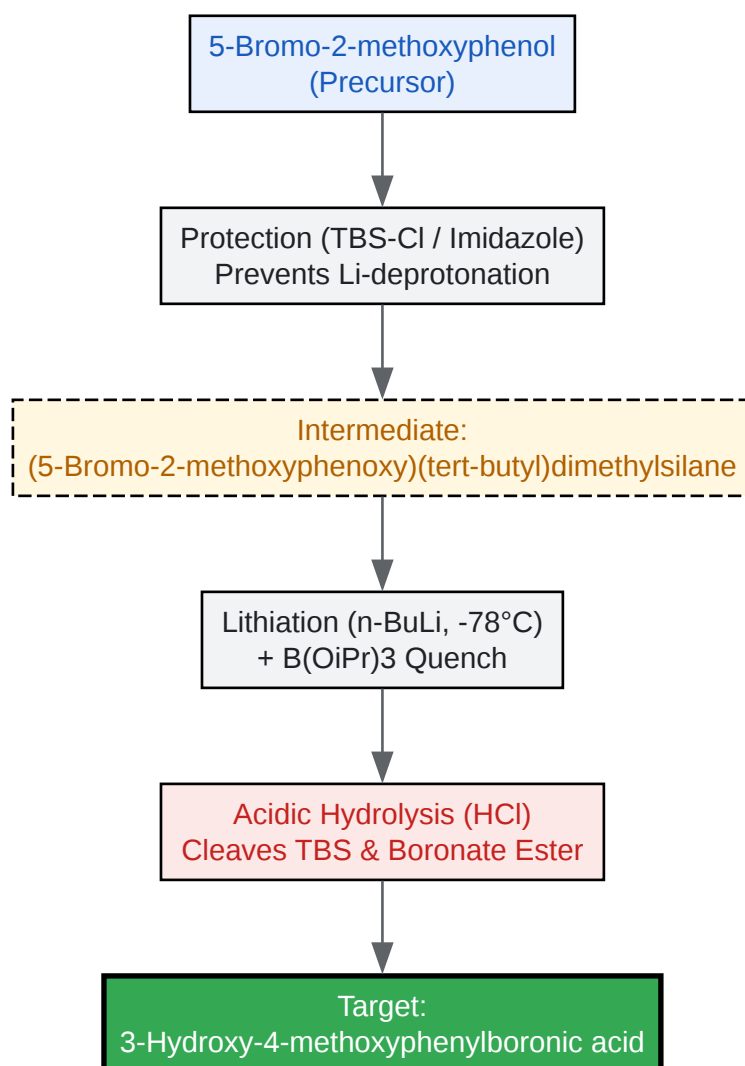 5-Bromo-2-methoxyphenol
(Precursor)
Protection (TBS-Cl / Imidazole)
Prevents Li-deprotonation
Intermediate:
(5-Bromo-2-methoxyphenoxy)(tert-butyl)dimethylsilane
Lithiation (n-BuLi, -78°C)
+ B(OiPr)3 Quench
Acidic Hydrolysis (HCl)
Cleaves TBS & Boronate Ester
Target:
3-Hydroxy-4-methoxyphenylboronic acid